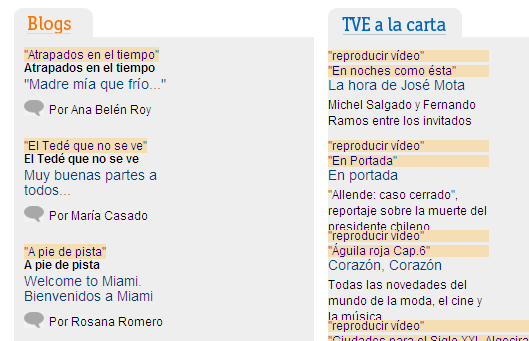 Blogs
"Atrapados en el tiempo"
Atrapados en el tiempo
"Madre mía que frío..."
Por Ana Belén Roy
"El Tedé que no se ve"
El Tedé que no se ve
Muy buenas partes a
todos...
Por María Casado
"A pie de pista"
A pie de pista
Welcome to Miami.
Bienvenidos a Miami
Por Rosana Romero
TVE a la carta
"reproducir vídeo"
"En noches como ésta"
La hora de José Mota
Michel Salgado y Fernando
Ramos entre los invitados
"reproducir vídeo"
"En Portada"
En portada
"Allende: caso cerrado",
reportaje sobre la muerte del
presidente chileno
"reproducir vídeo"
"Águila roja Cap.6"
Corazón, Corazón
Todas las novedades del
mundo de la moda, el cine y
la música
"reproducir vídeo"
"Ciudades para el Siglo XXI. Algecira